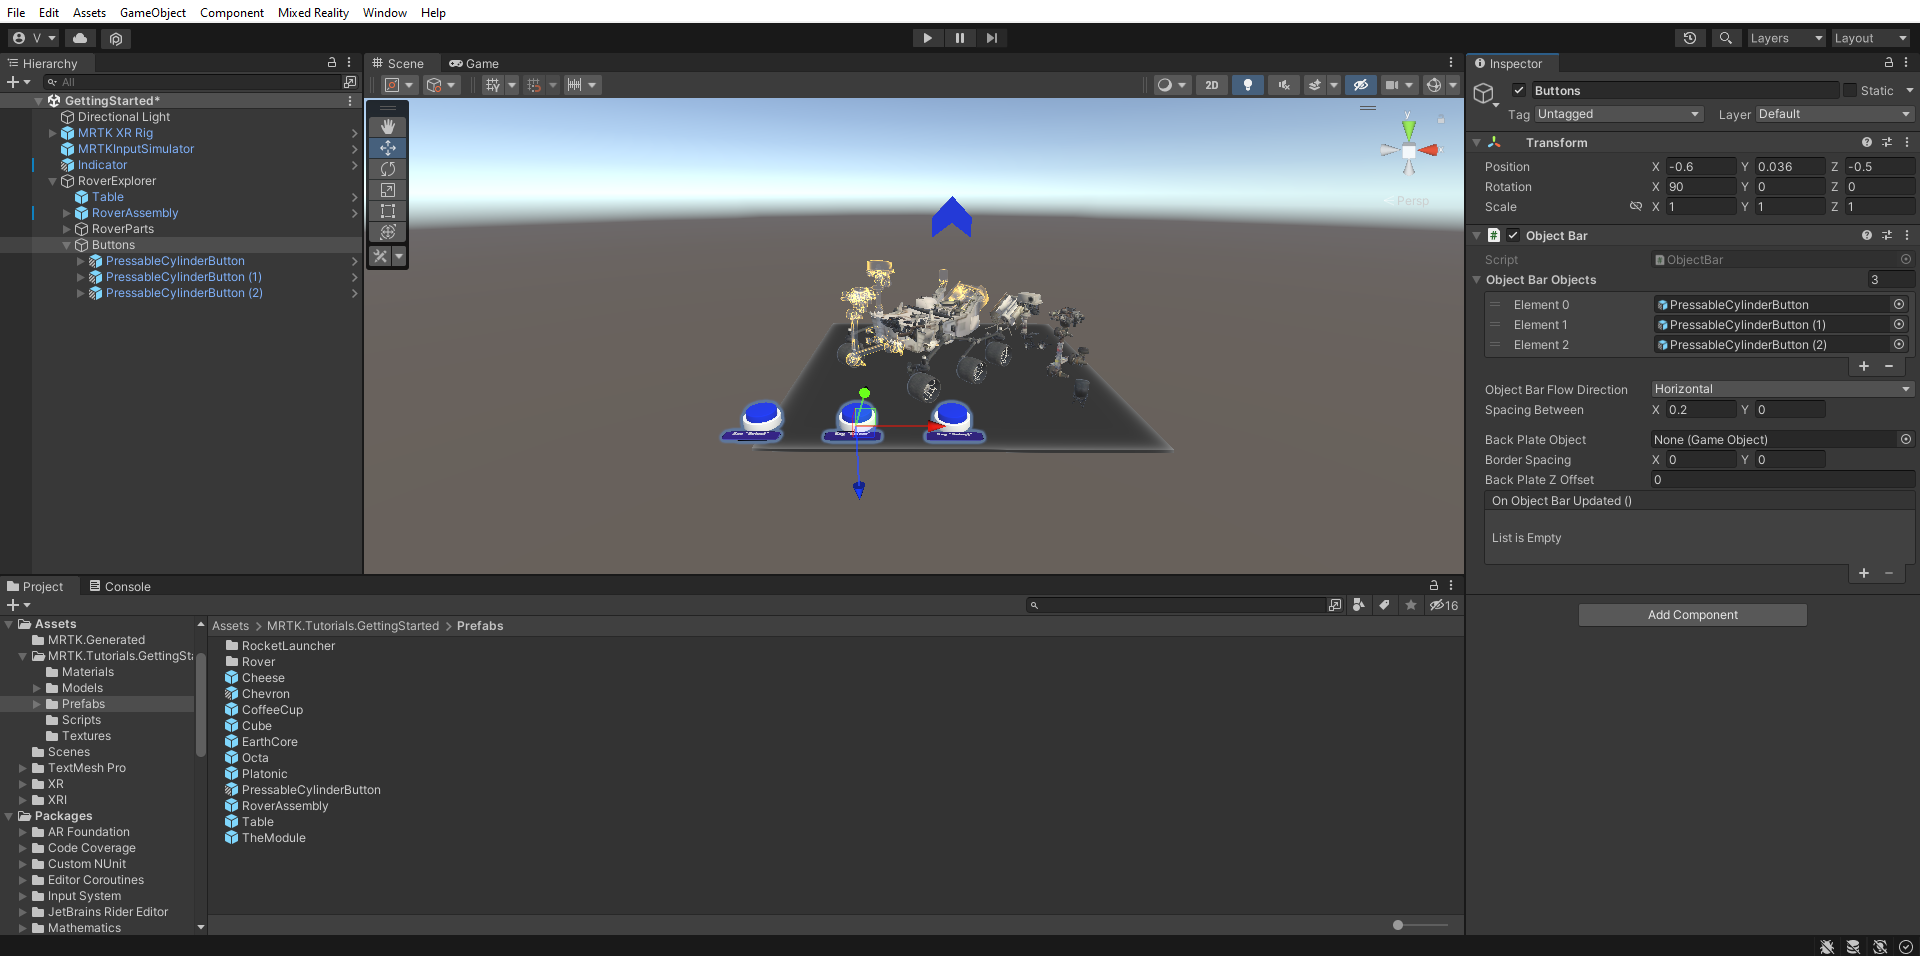 File Edit Assets GameObject Component Mixed Reality Window Help
V
Layers Layout
Hierarchy
All
GettingStarted*
Directional Light
MRTK XR Rig
MRTKInputSimulator
Indicator
RoverExplorer
Table
RoverAssembly
RoverParts
Buttons
PressableCylinderButton
PressableCylinderButton (1)
PressableCylinderButton (2)
Scene Game
2D
y
Persp
Inspector
Buttons Static
Tag Untagged Layer Default
Transform
Position X -0.6 Y 0.036 Z -0.5
Rotation X 90 Y 0 Z 0
Scale X 1 Y 1 Z 1
# Object Bar
Script ObjectBar
Object Bar Objects 3
Element 0 PressableCylinderButton
Element 1 PressableCylinderButton (1)
Element 2 PressableCylinderButton (2)
Object Bar Flow Direction Horizontal
Spacing Between X 0.2 Y 0
Back Plate Object None (Game Object)
Border Spacing X 0 Y 0
Back Plate Z Offset 0
On Object Bar Updated ()
List is Empty
Add Component
Project Console
16
Assets
MRTK.Generated
MRTK.Tutorials.GettingSta
Materials
Models
Prefabs
Scripts
Textures
Scenes
TextMesh Pro
XR
XRI
Packages
AR Foundation
Code Coverage
Custom NUnit
Editor Coroutines
Input System
JetBrains Rider Editor
Mathematics
Assets > MRTK.Tutorials.GettingStarted > Prefabs
RocketLauncher
Rover
Cheese
Chevron
CoffeeCup
Cube
EarthCore
Octa
Platonic
PressableCylinderButton
RoverAssembly
Table
TheModule